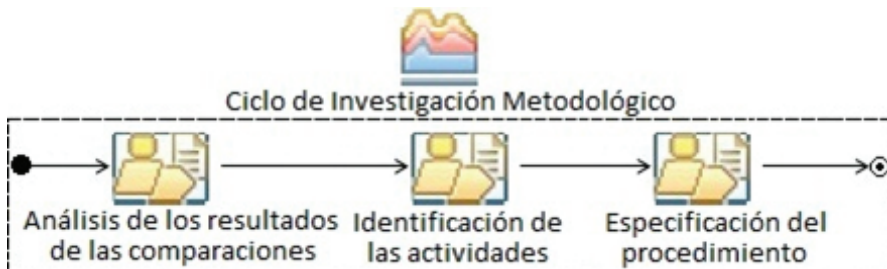 Ciclo de Investigación Metodológico
Análisis de los resultados
de las comparaciones
Identificación de
las actividades
Especificación del
procedimiento